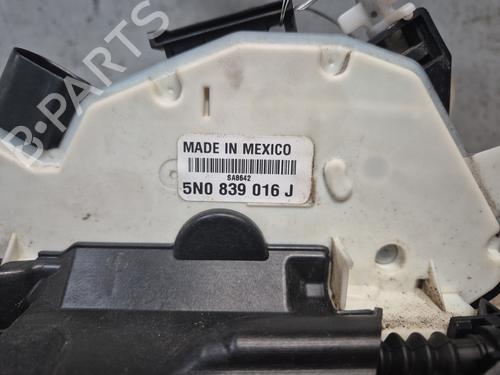 B-PARTS
MADE IN MEXICO
SA8642
5N0 839 016 J